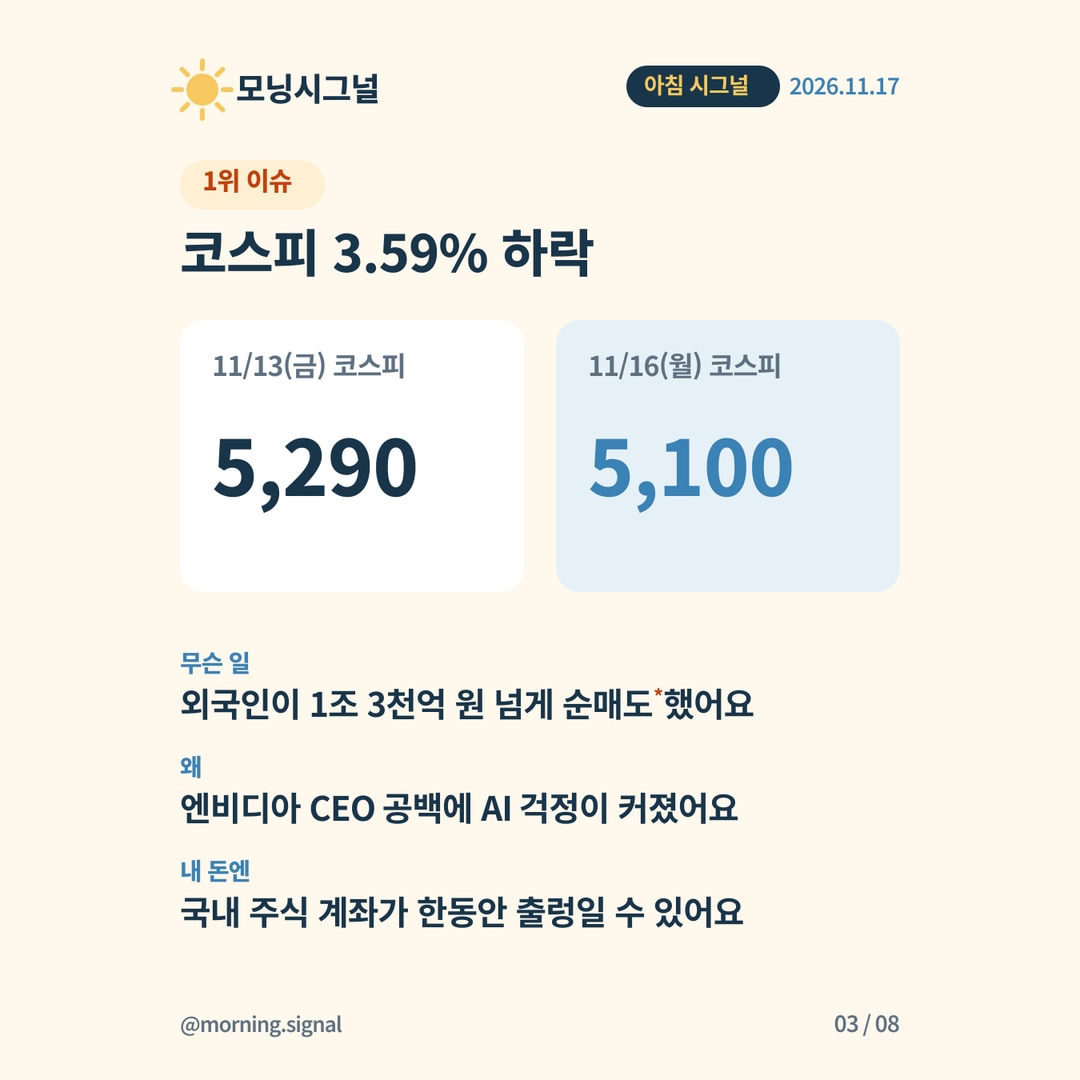 모닝시그널
아침 시그널 2026.11.17
1위 이슈
코스피 3.59% 하락
11/13(금) 코스피
5,290
11/16(월) 코스피
5,100
무슨 일
외국인이 1조 3천억 원 넘게 순매도*했어요
왜
엔비디아 CEO 공백에 AI 걱정이 커졌어요
내 돈엔
국내 주식 계좌가 한동안 출렁일 수 있어요
@morning.signal
03 / 08